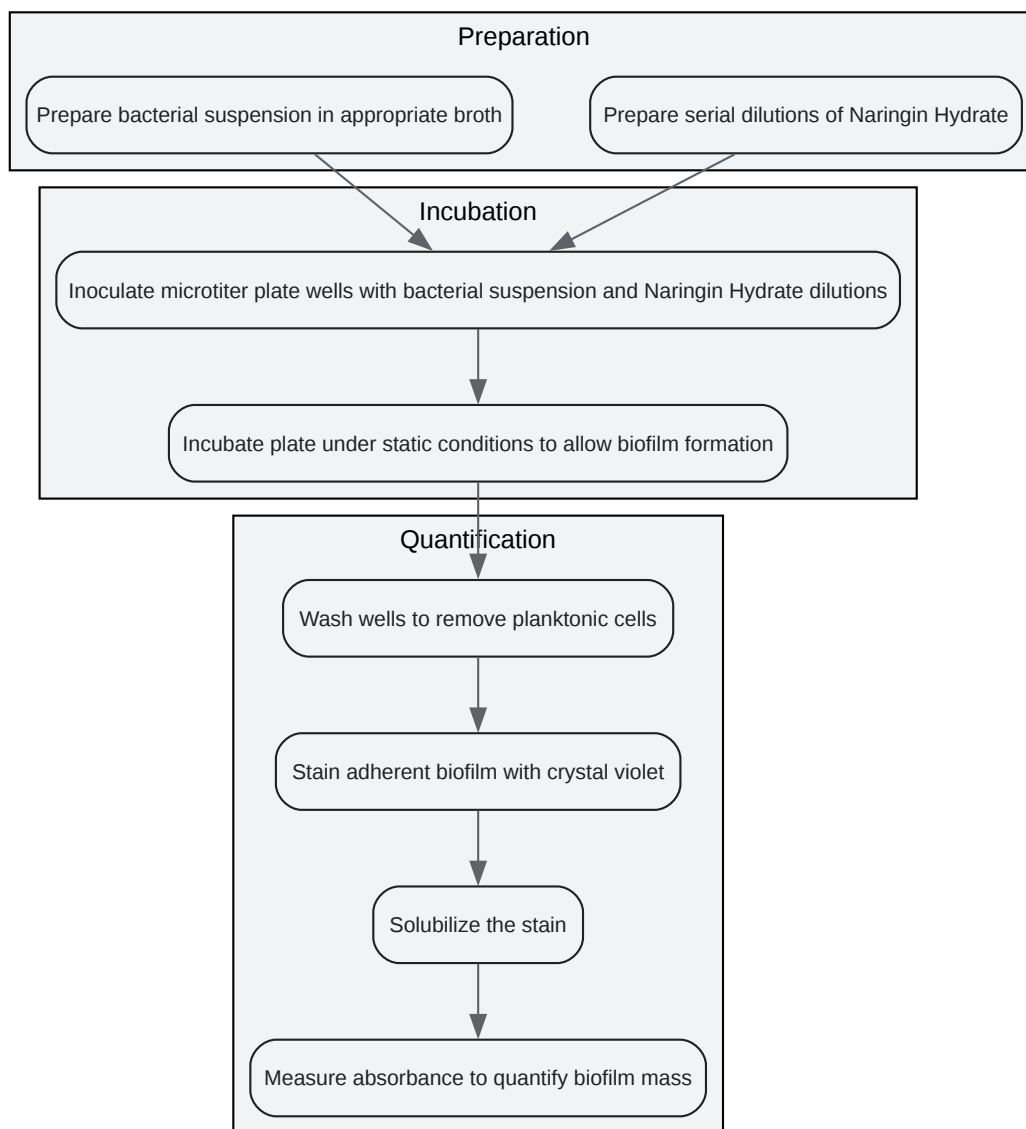 Preparation
Prepare bacterial suspension in appropriate broth
Prepare serial dilutions of Naringin Hydrate
Incubation
Inoculate microtiter plate wells with bacterial suspension and Naringin Hydrate dilutions
Incubate plate under static conditions to allow biofilm formation
Quantification
Wash wells to remove planktonic cells
Stain adherent biofilm with crystal violet
Solubilize the stain
Measure absorbance to quantify biofilm mass